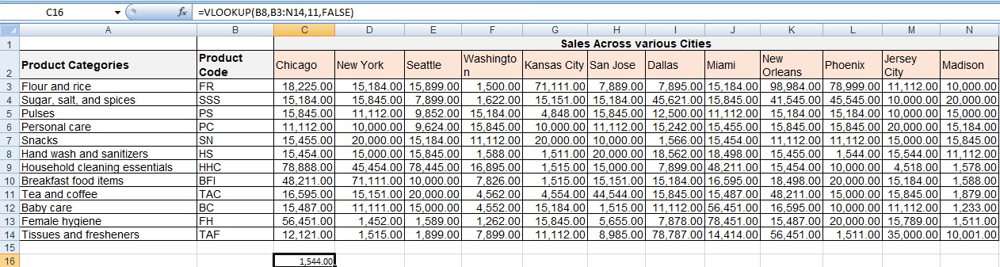 C16 fx =VLOOKUP(B8,B3:N14,11,FALSE)
A B C D E F G H I J K L M N
1 Sales Across various Cities
2 Product Categories Product Code Chicago New York Seattle Washingto n Kansas City San Jose Dallas Miami New Orleans Phoenix Jersey City Madison
3 Flour and rice FR 18,225.00 15,184.00 15,899.00 1,500.00 71,111.00 7,889.00 7,895.00 15,184.00 98,984.00 78,999.00 11,112.00 10,000.00
4 Sugar, salt, and spices SSS 15,184.00 15,845.00 7,899.00 1,622.00 15,151.00 15,184.00 45,621.00 15,845.00 41,545.00 45,545.00 10,000.00 20,000.00
5 Pulses PS 15,845.00 11,112.00 9,852.00 15,184.00 4,848.00 15,845.00 12,500.00 11,112.00 15,184.00 15,184.00 10,000.00 15,000.00
6 Personal care PC 11,112.00 10,000.00 9,624.00 15,845.00 10,000.00 11,112.00 15,242.00 15,455.00 15,845.00 15,845.00 20,000.00 15,184.00
7 Snacks SN 15,455.00 20,000.00 15,184.00 11,112.00 20,000.00 10,000.00 1,566.00 15,454.00 11,112.00 11,112.00 15,000.00 15,845.00
8 Hand wash and sanitizers HS 15,454.00 15,000.00 15,845.00 1,588.00 1,511.00 20,000.00 18,562.00 18,498.00 15,455.00 1,544.00 15,544.00 11,112.00
9 Household cleaning essentials HHC 78,888.00 45,454.00 78,445.00 16,895.00 1,515.00 15,000.00 7,899.00 48,211.00 15,454.00 10,000.00 4,518.00 1,578.00
10 Breakfast food items BFI 48,211.00 71,111.00 10,000.00 7,826.00 1,515.00 15,151.00 15,184.00 16,595.00 18,498.00 20,000.00 15,184.00 1,588.00
11 Tea and coffee TAC 16,595.00 15,151.00 20,000.00 4,562.00 4,554.00 44,544.00 15,845.00 15,487.00 48,211.00 15,000.00 15,845.00 1,879.00
12 Baby care BC 15,487.00 11,111.00 15,000.00 4,552.00 15,184.00 1,515.00 11,112.00 56,451.00 16,595.00 10,000.00 11,112.00 1,233.00
13 Female hygiene FH 56,451.00 1,452.00 1,589.00 1,262.00 15,845.00 5,655.00 7,878.00 78,451.00 15,487.00 20,000.00 15,789.00 1,511.00
14 Tissues and fresheners TAF 12,121.00 1,515.00 1,899.00 7,899.00 11,112.00 8,985.00 78,787.00 14,414.00 56,451.00 1,511.00 35,000.00 10,001.00
15
16 1,544.00